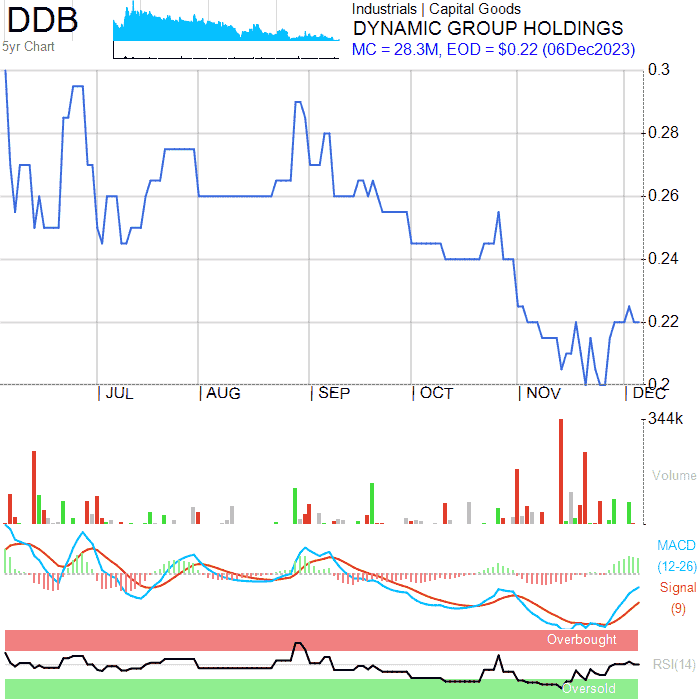 DDB
5yr Chart
Industrials | Capital Goods
DYNAMIC GROUP HOLDINGS
MC = 28.3M, EOD = $0.22 (06Dec2023)
0.3
0.28
0.26
0.24
0.22
0.2
JUL
AUG
SEP
OCT
NOV
DEC
344k
Volume
MACD
(12-26)
Signal
(9)
Overbought
RSI(14)
Oversold